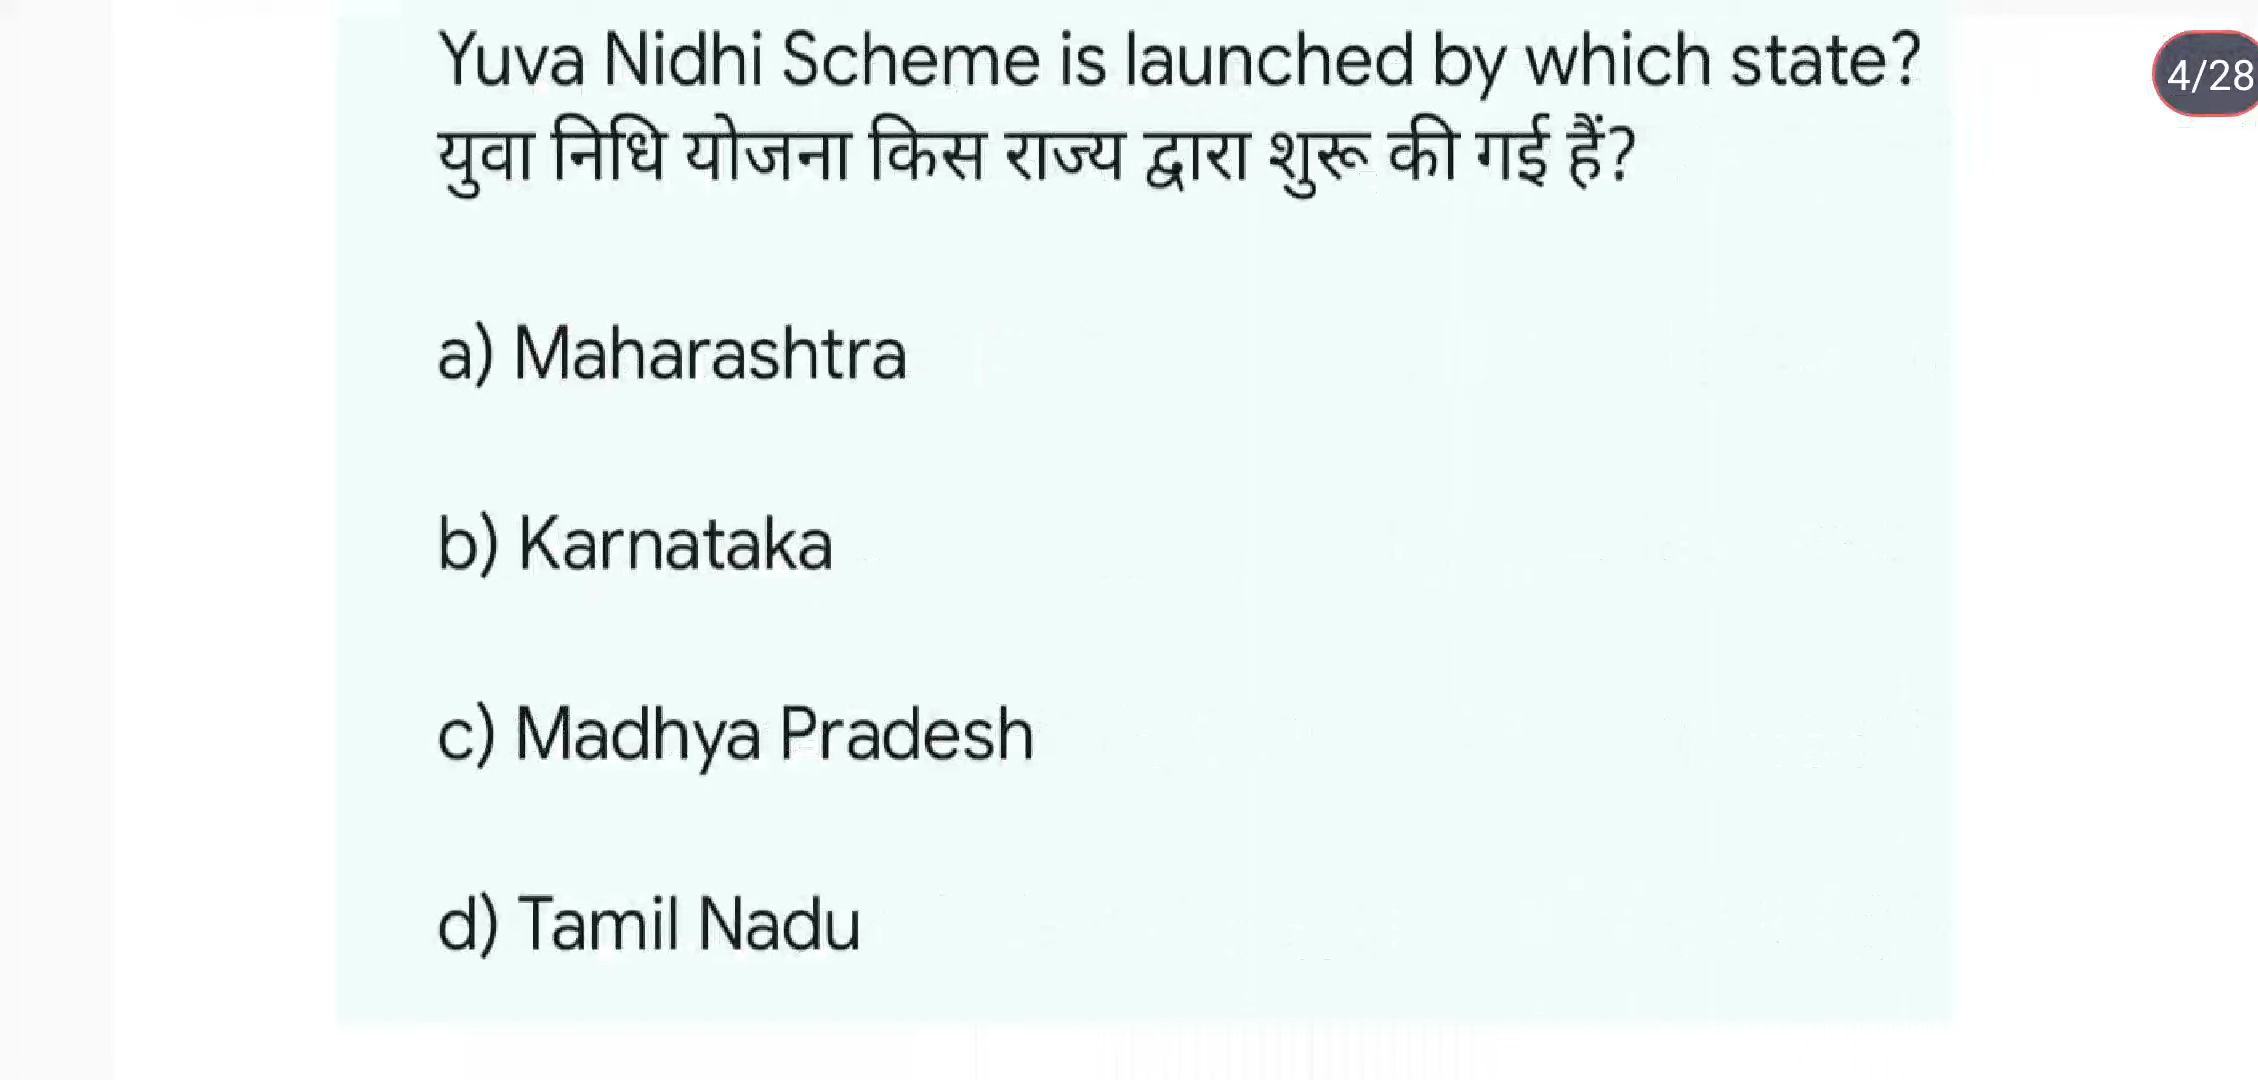 Yuva Nidhi Scheme is launched by which state?
4/28
युवा निधि योजना किस राज्य द्वारा शुरू की गई हैं?
a) Maharashtra
b) Karnataka
c) Madhya Pradesh
d) Tamil Nadu